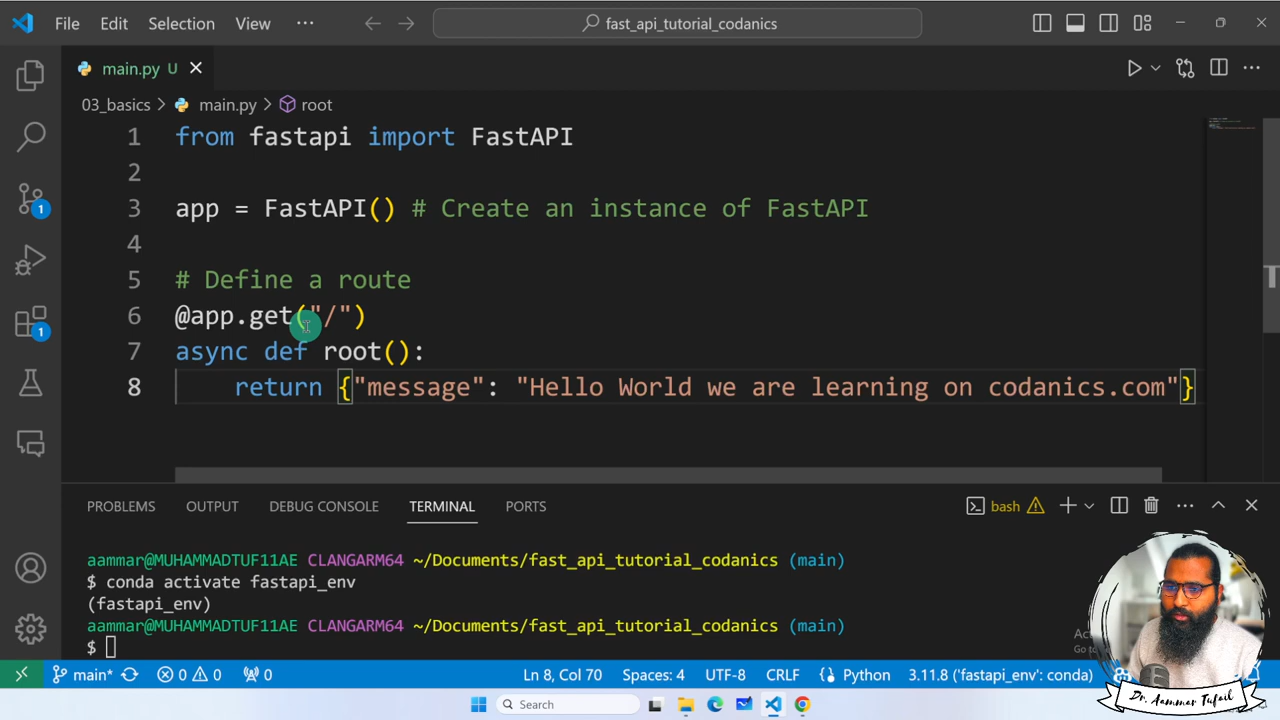 File Edit Selection View ··· fast_api_tutorial_codanics
main.py U
03_basics > main.py > root
1 from fastapi import FastAPI
2
3 app = FastAPI() # Create an instance of FastAPI
4
5 # Define a route
6 @app.get("/")
7 async def root():
8 return {"message": "Hello World we are learning on codanics.com"}
PROBLEMS OUTPUT DEBUG CONSOLE TERMINAL PORTS bash
aammar@MUHAMMADTUF11AE CLANGARM64 ~/Documents/fast_api_tutorial_codanics (main)
$ conda activate fastapi_env
(fastapi_env)
aammar@MUHAMMADTUF11AE CLANGARM64 ~/Documents/fast_api_tutorial_codanics (main)
$
1
1
main* 0 0 0 Ln 8, Col 70 Spaces: 4 UTF-8 CRLF Python 3.11.8 ('fastapi_env': conda)
Dr. Aammar Tufail
Search